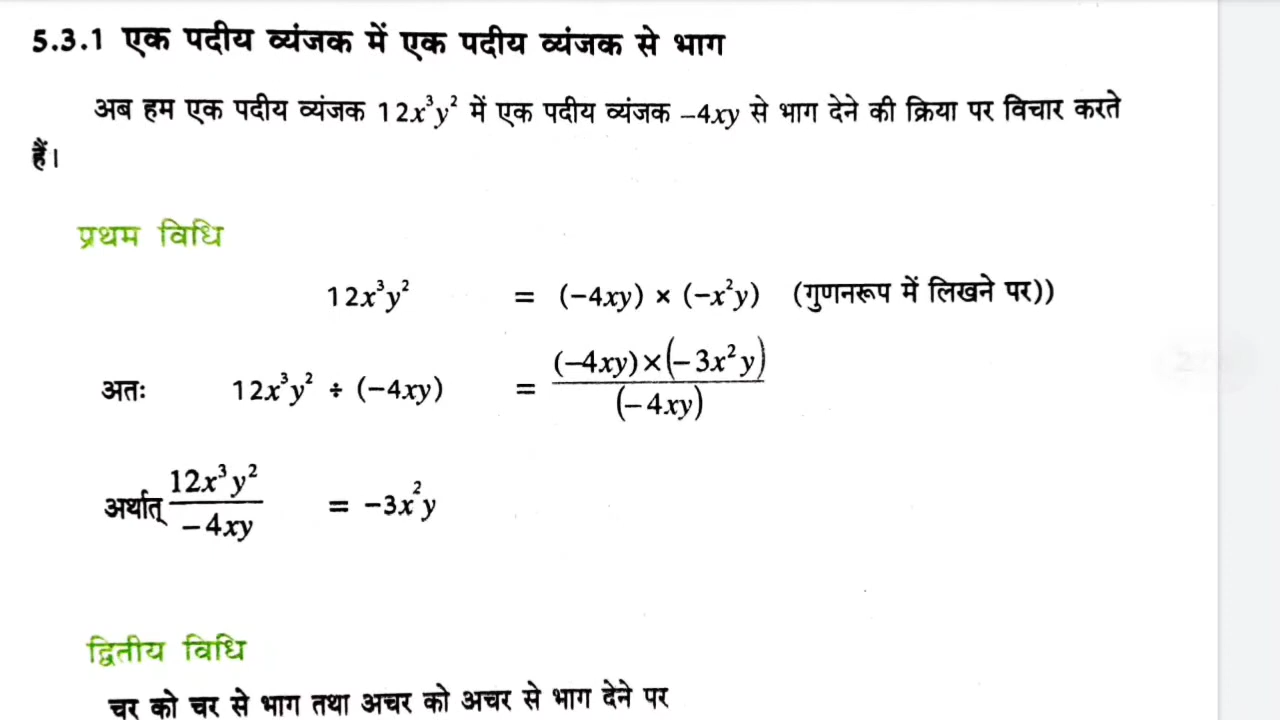 5.3.1 एक पदीय व्यंजक में एक पदीय व्यंजक से भाग
अब हम एक पदीय व्यंजक 12x³y² में एक पदीय व्यंजक –4xy से भाग देने की क्रिया पर विचार करते
हैं।
प्रथम विधि
12x³y² = (–4xy) × (–x²y) (गुणनरूप में लिखने पर))
अतः 12x³y² ÷ (–4xy) = (–4xy)×(–3x²y) / (–4xy)
अर्थात् 12x³y² / –4xy = –3x²y
द्वितीय विधि
चर को चर से भाग तथा अचर को अचर से भाग देने पर